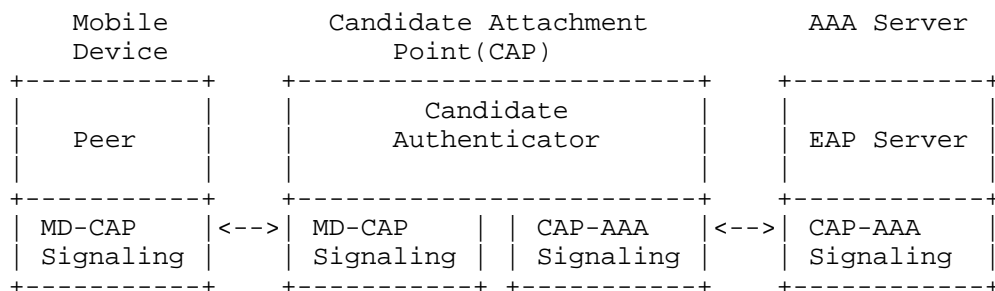 Mobile Candidate Attachment AAA Server
Device Point(CAP)
+-----------+ +-------------------------+ +------------+
| | | Candidate | | |
| Peer | | Authenticator | | EAP Server |
| | | | | |
+-----------+ +-------------------------+ +------------+
| MD-CAP |<-->| MD-CAP | | CAP-AAA |<-->| CAP-AAA |
| Signaling | | Signaling | | Signaling | | Signaling |
+-----------+ +-----------+ +-----------+ +------------+